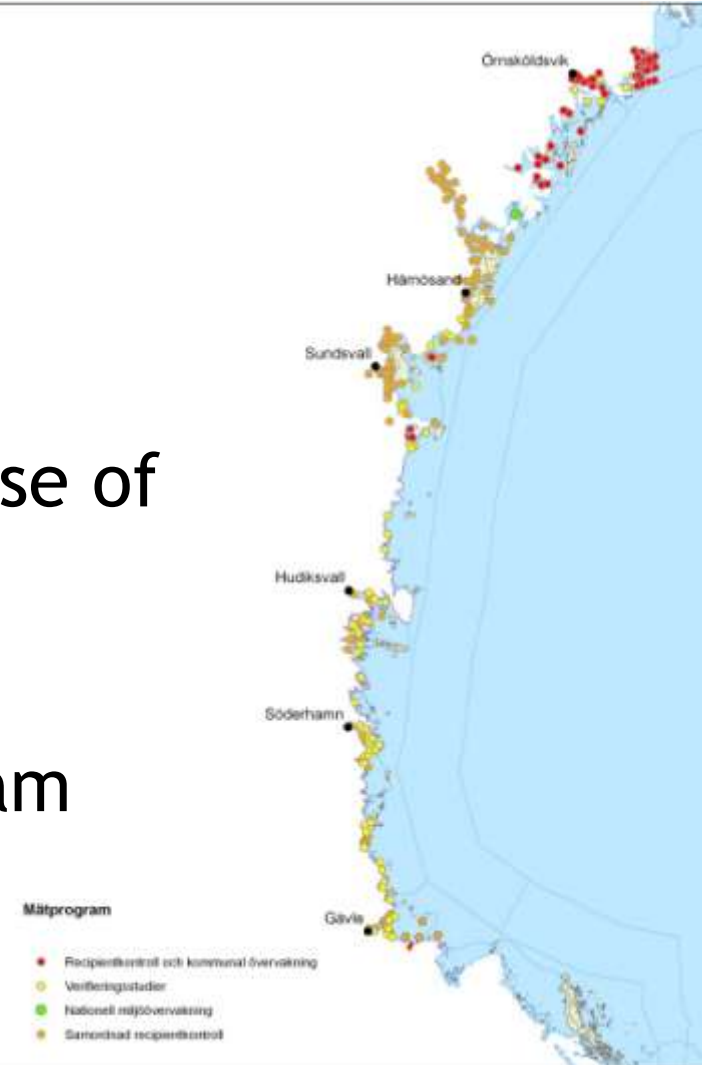 Örnsköldsvik
Härnösand
Sundsvall
se of
Hudiksvall
Söderhamn
am
Mätprogram
Gävle
Recipientkontroll och kommunal övervakning
Verifieringsstudier
Nationell miljöövervakning
Samordnad recipientkontroll